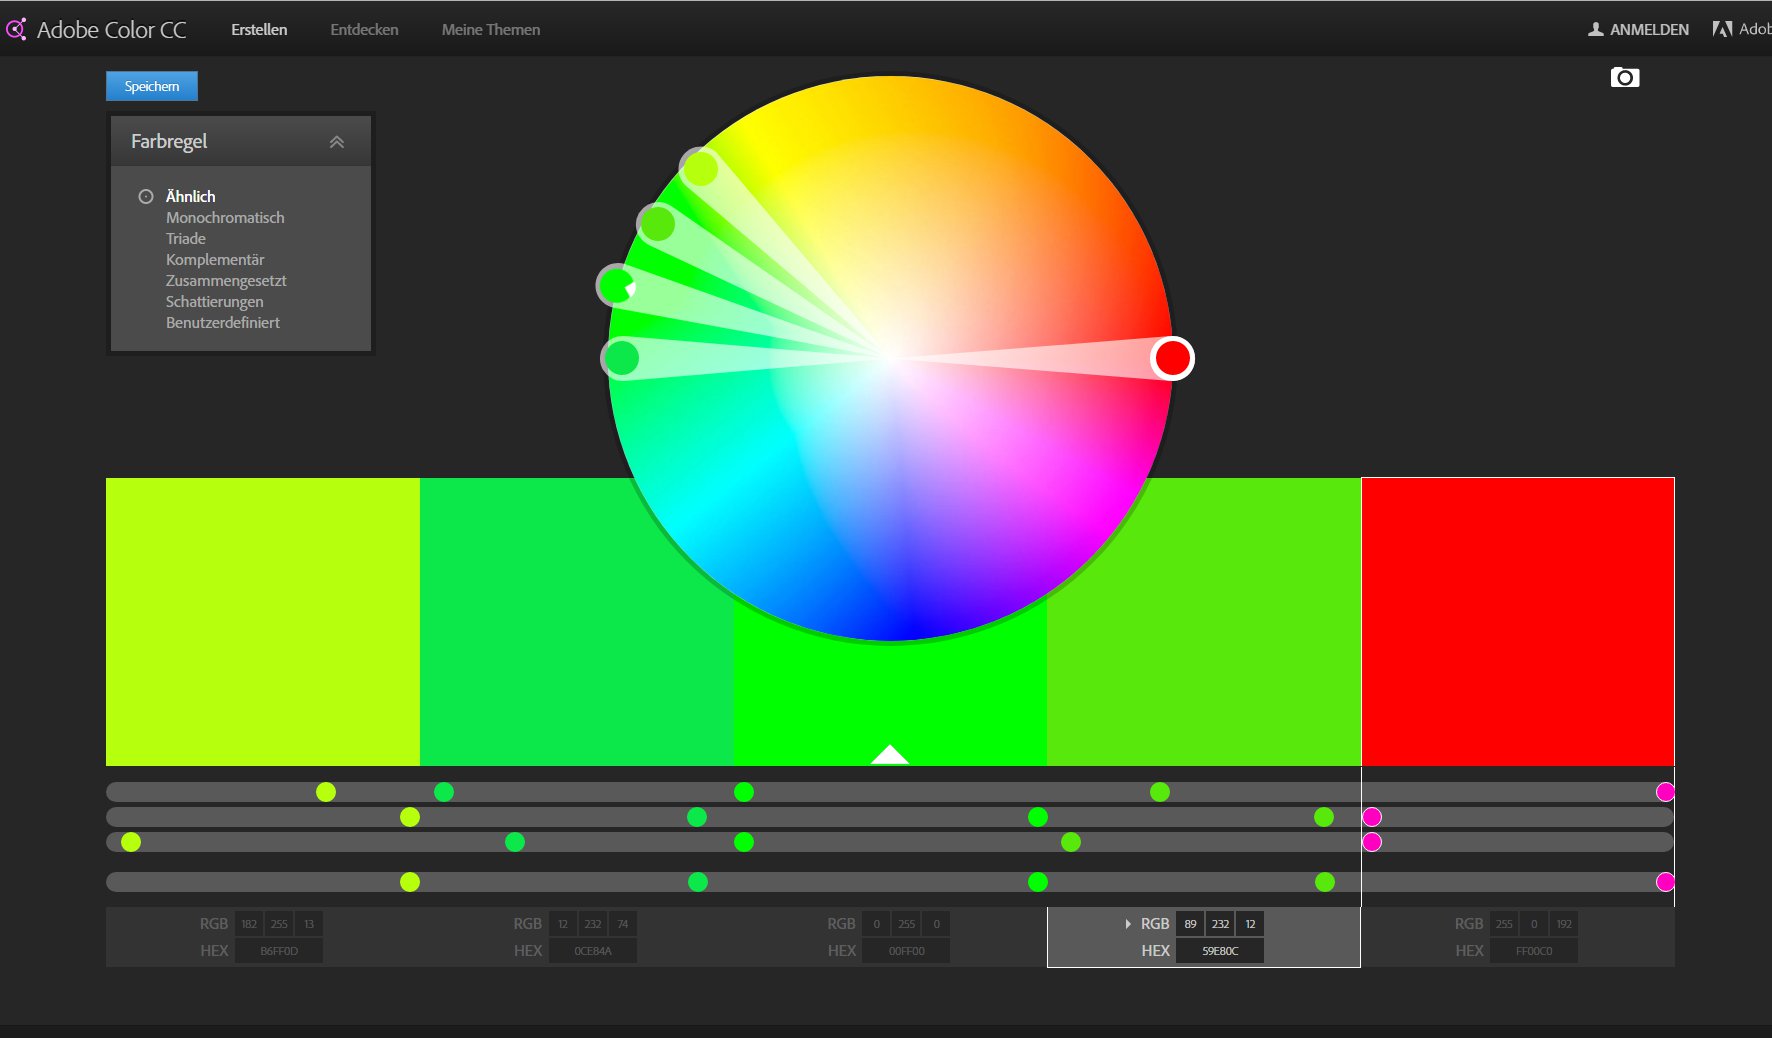 Adobe Color CC Erstellen Entdecken Meine Themen ANMELDEN Adob
Speichern
Farbregel
Ähnlich
Monochromatisch
Triade
Komplementär
Zusammengesetzt
Schattierungen
Benutzerdefiniert
RGB 182 255 13 RGB 12 232 74 RGB 0 255 0 RGB 89 232 12 RGB 255 0 192
HEX B6FF0D HEX 0CE84A HEX 00FF00 HEX 59E80C HEX FF00C0